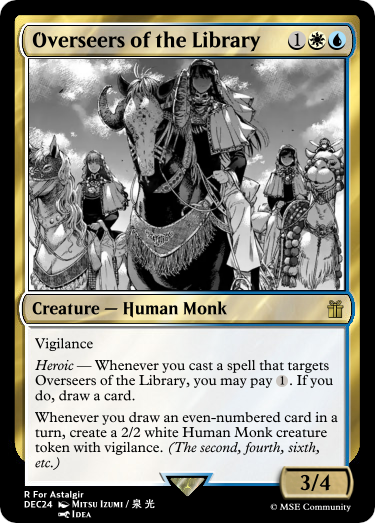 Overseers of the Library 1
Creature — Human Monk
Vigilance
Heroic — Whenever you cast a spell that targets
Overseers of the Library, you may pay 1. If you
do, draw a card.
Whenever you draw an even-numbered card in a
turn, create a 2/2 white Human Monk creature
token with vigilance. (The second, fourth, sixth,
etc.)
3/4
R For Astalgir
DEC24 Mitsu Izumi / 泉 光
Idea
© MSE Community